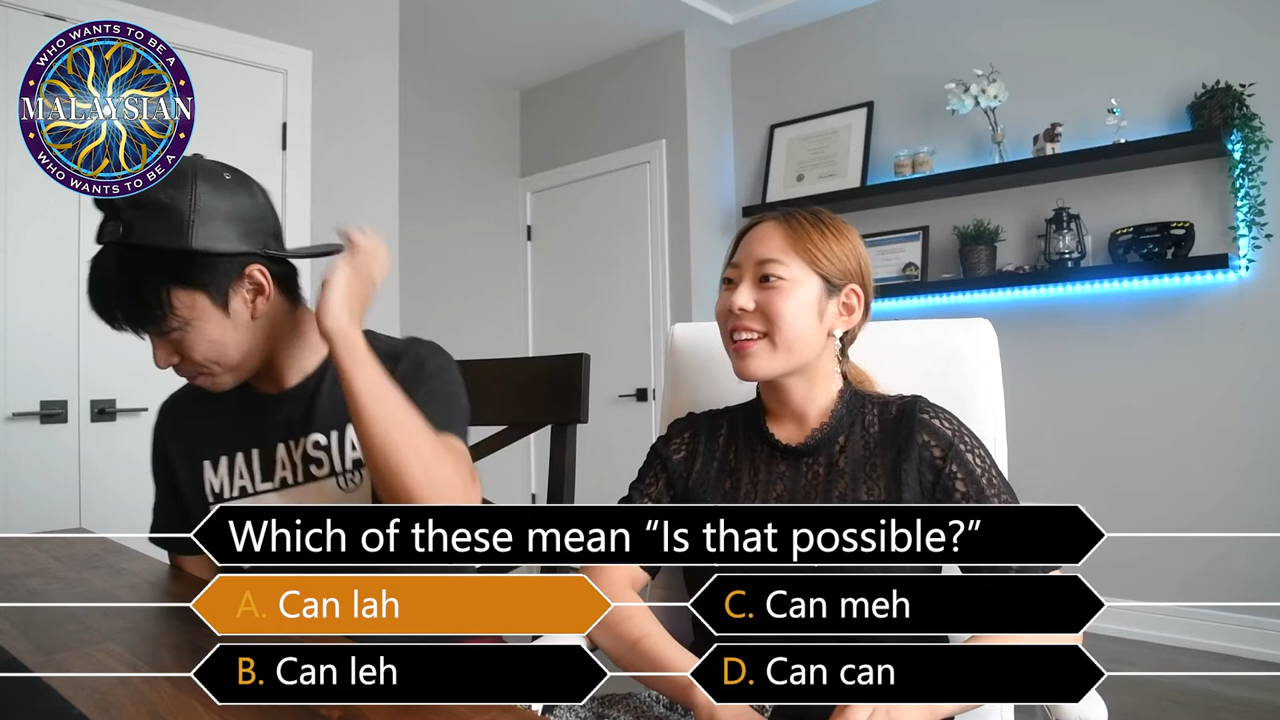 WHO WANTS TO BE A
MALAYSIAN
WHO WANTS TO BE A
MALAYSIA
Which of these mean “Is that possible?”
A. Can lah
C. Can meh
B. Can leh
D. Can can